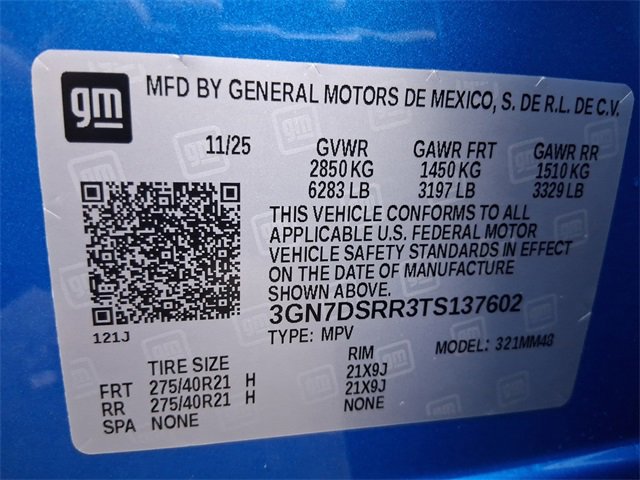 gm
MFD BY GENERAL MOTORS DE MEXICO, S. DE R.L. DE C.V.
11/25 GVWR GAWR FRT GAWR RR
2850 KG 1450 KG 1510 KG
6283 LB 3197 LB 3329 LB
THIS VEHICLE CONFORMS TO ALL
APPLICABLE U.S. FEDERAL MOTOR
VEHICLE SAFETY STANDARDS IN EFFECT
ON THE DATE OF MANUFACTURE
SHOWN ABOVE.
3GN7DSRR3TS137602
121J TYPE: MPV MODEL: 321MM48
TIRE SIZE RIM
FRT 275/40R21 H 21X9J
RR 275/40R21 H 21X9J
SPA NONE NONE